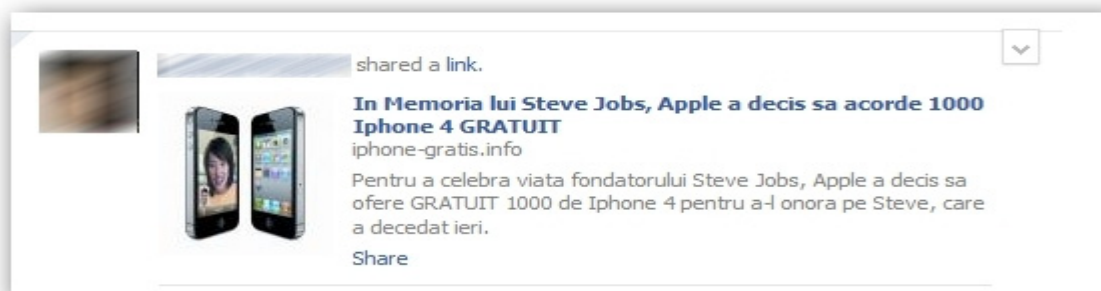 shared a link.
In Memoria lui Steve Jobs, Apple a decis sa acorde 1000
Iphone 4 GRATUIT
iphone-gratis.info
Pentru a celebra viata fondatorului Steve Jobs, Apple a decis sa
ofere GRATUIT 1000 de Iphone 4 pentru a-l onora pe Steve, care
a decedat ieri.
Share